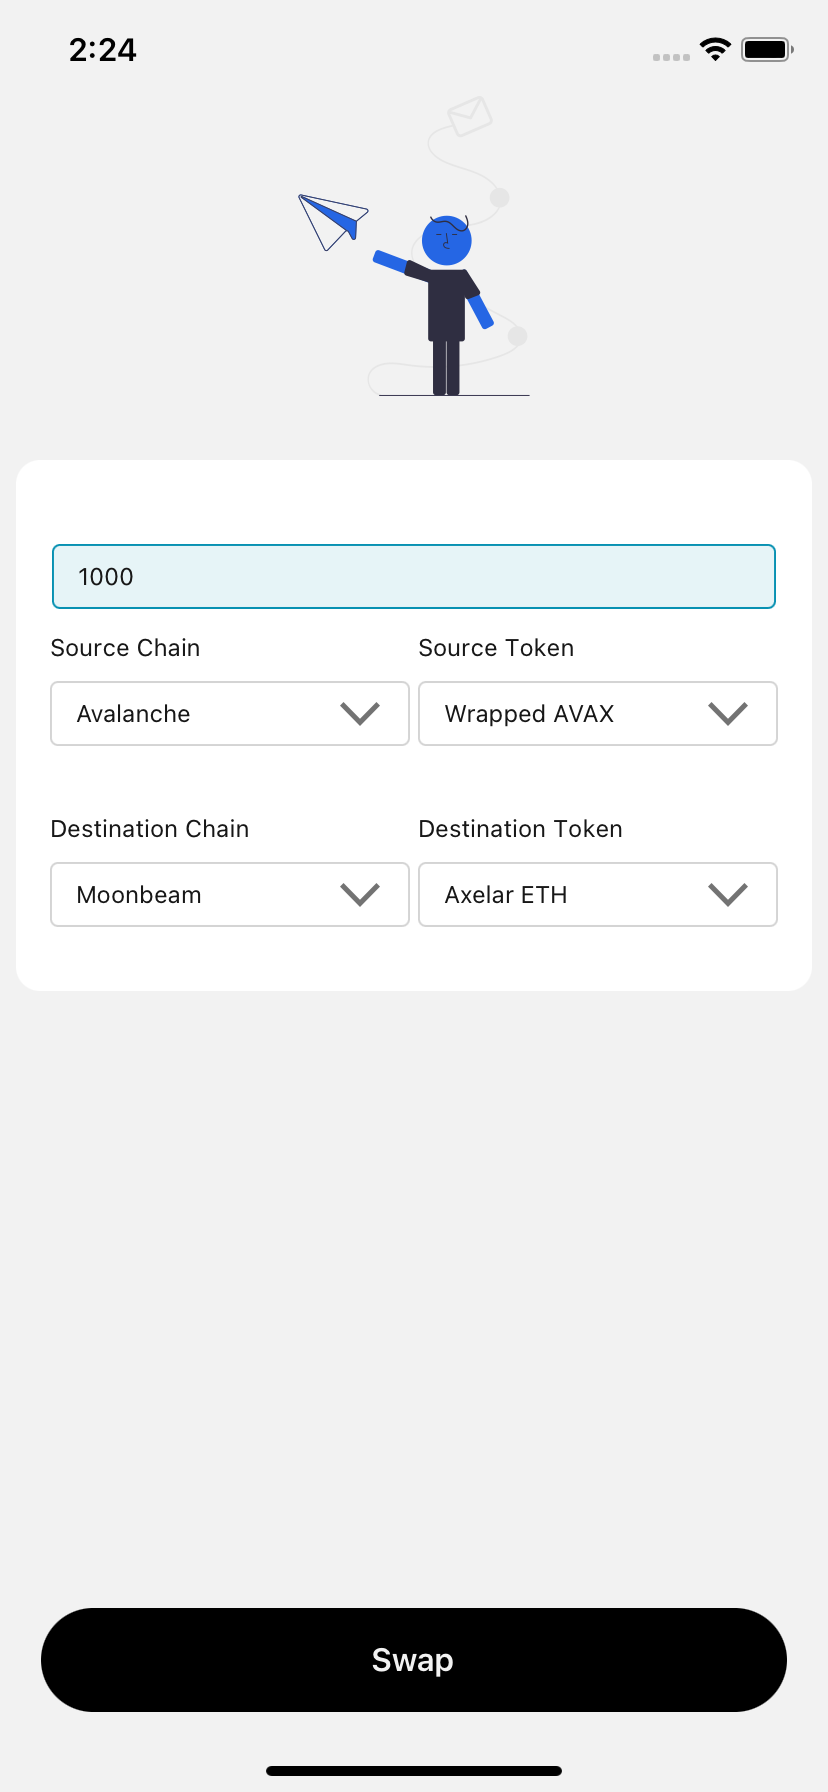 2:24
1000
Source Chain Source Token
Avalanche Wrapped AVAX
Destination Chain Destination Token
Moonbeam Axelar ETH
Swap